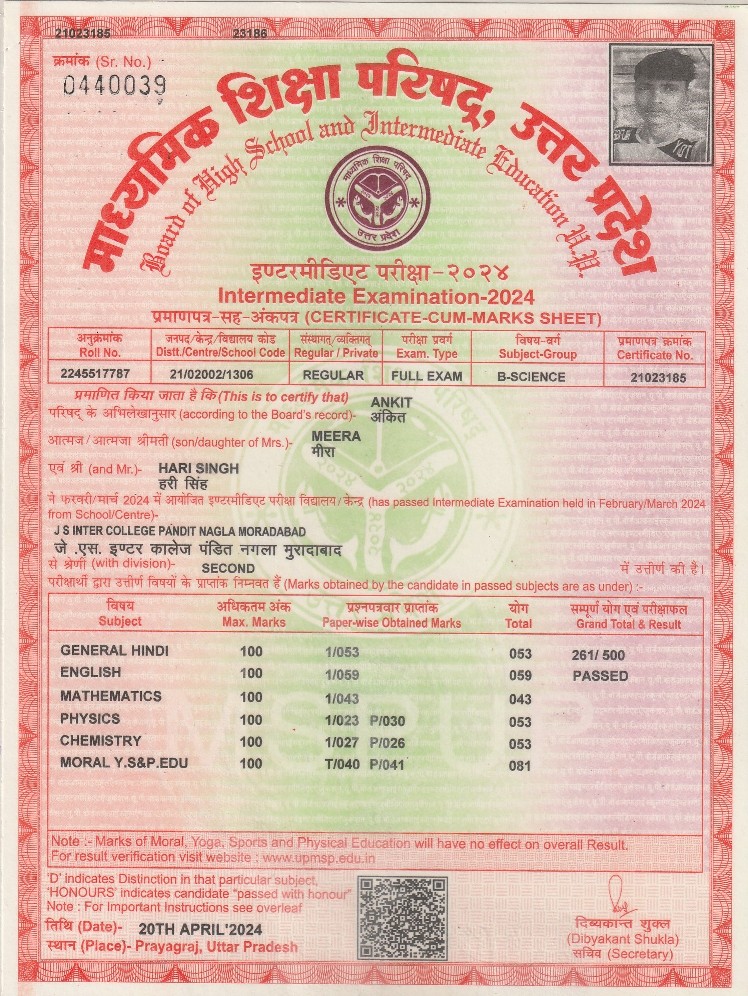 21023185 23186
क्रमांक (Sr. No.)
0440039
माध्यमिक शिक्षा परिषद्, उत्तर प्रदेश
Board of High School and Intermediate Education U.P.
माध्यमिक शिक्षा परिषद्
उत्तर प्रदेश
इण्टरमीडिएट परीक्षा-२०२४
Intermediate Examination-2024
प्रमाणपत्र-सह-अंकपत्र (CERTIFICATE-CUM-MARKS SHEET)
अनुक्रमांक जनपद/केन्द्र/विद्यालय कोड संस्थागत/व्यक्तिगत परीक्षा प्रवर्ग विषय-वर्ग प्रमाणपत्र क्रमांक
Roll No. Distt./Centre/School Code Regular / Private Exam. Type Subject-Group Certificate No.
2245517787 21/02002/1306 REGULAR FULL EXAM B-SCIENCE 21023185
प्रमाणित किया जाता है कि (This is to certify that) ANKIT
परिषद् के अभिलेखानुसार (according to the Board's record)- अंकित
आत्मज/आत्मजा श्रीमती (son/daughter of Mrs.)- MEERA
मीरा
एवं श्री (and Mr.)- HARI SINGH
हरी सिंह
ने फरवरी/मार्च 2024 में आयोजित इण्टरमीडिएट परीक्षा विद्यालय/केन्द्र (has passed Intermediate Examination held in February/March 2024
from School/Centre)-
J S INTER COLLEGE PANDIT NAGLA MORADABAD
जे .एस. इण्टर कालेज पंडित नगला मुरादाबाद
से श्रेणी (with division)- SECOND में उत्तीर्ण की है।
परीक्षार्थी द्वारा उत्तीर्ण विषयों के प्राप्तांक निम्नवत हैं (Marks obtained by the candidate in passed subjects are as under) :-
विषय अधिकतम अंक प्रश्नपत्रवार प्राप्तांक योग सम्पूर्ण योग एवं परीक्षाफल
Subject Max. Marks Paper-wise Obtained Marks Total Grand Total & Result
GENERAL HINDI 100 1/053 053 261/ 500
ENGLISH 100 1/059 059 PASSED
MATHEMATICS 100 1/043 043
PHYSICS 100 1/023 P/030 053
CHEMISTRY 100 1/027 P/026 053
MORAL Y.S&P.EDU 100 T/040 P/041 081
MSPUP
Note :- Marks of Moral, Yoga, Sports and Physical Education will have no effect on overall Result.
For result verification visit website : www.upmsp.edu.in
'D' indicates Distinction in that particular subject,
'HONOURS' indicates candidate "passed with honour"
Note : For Important Instructions see overleaf
तिथि (Date)- 20TH APRIL'2024
स्थान (Place)- Prayagraj, Uttar Pradesh
दिब्यकान्त शुक्ल
(Dibyakant Shukla)
सचिव (Secretary)